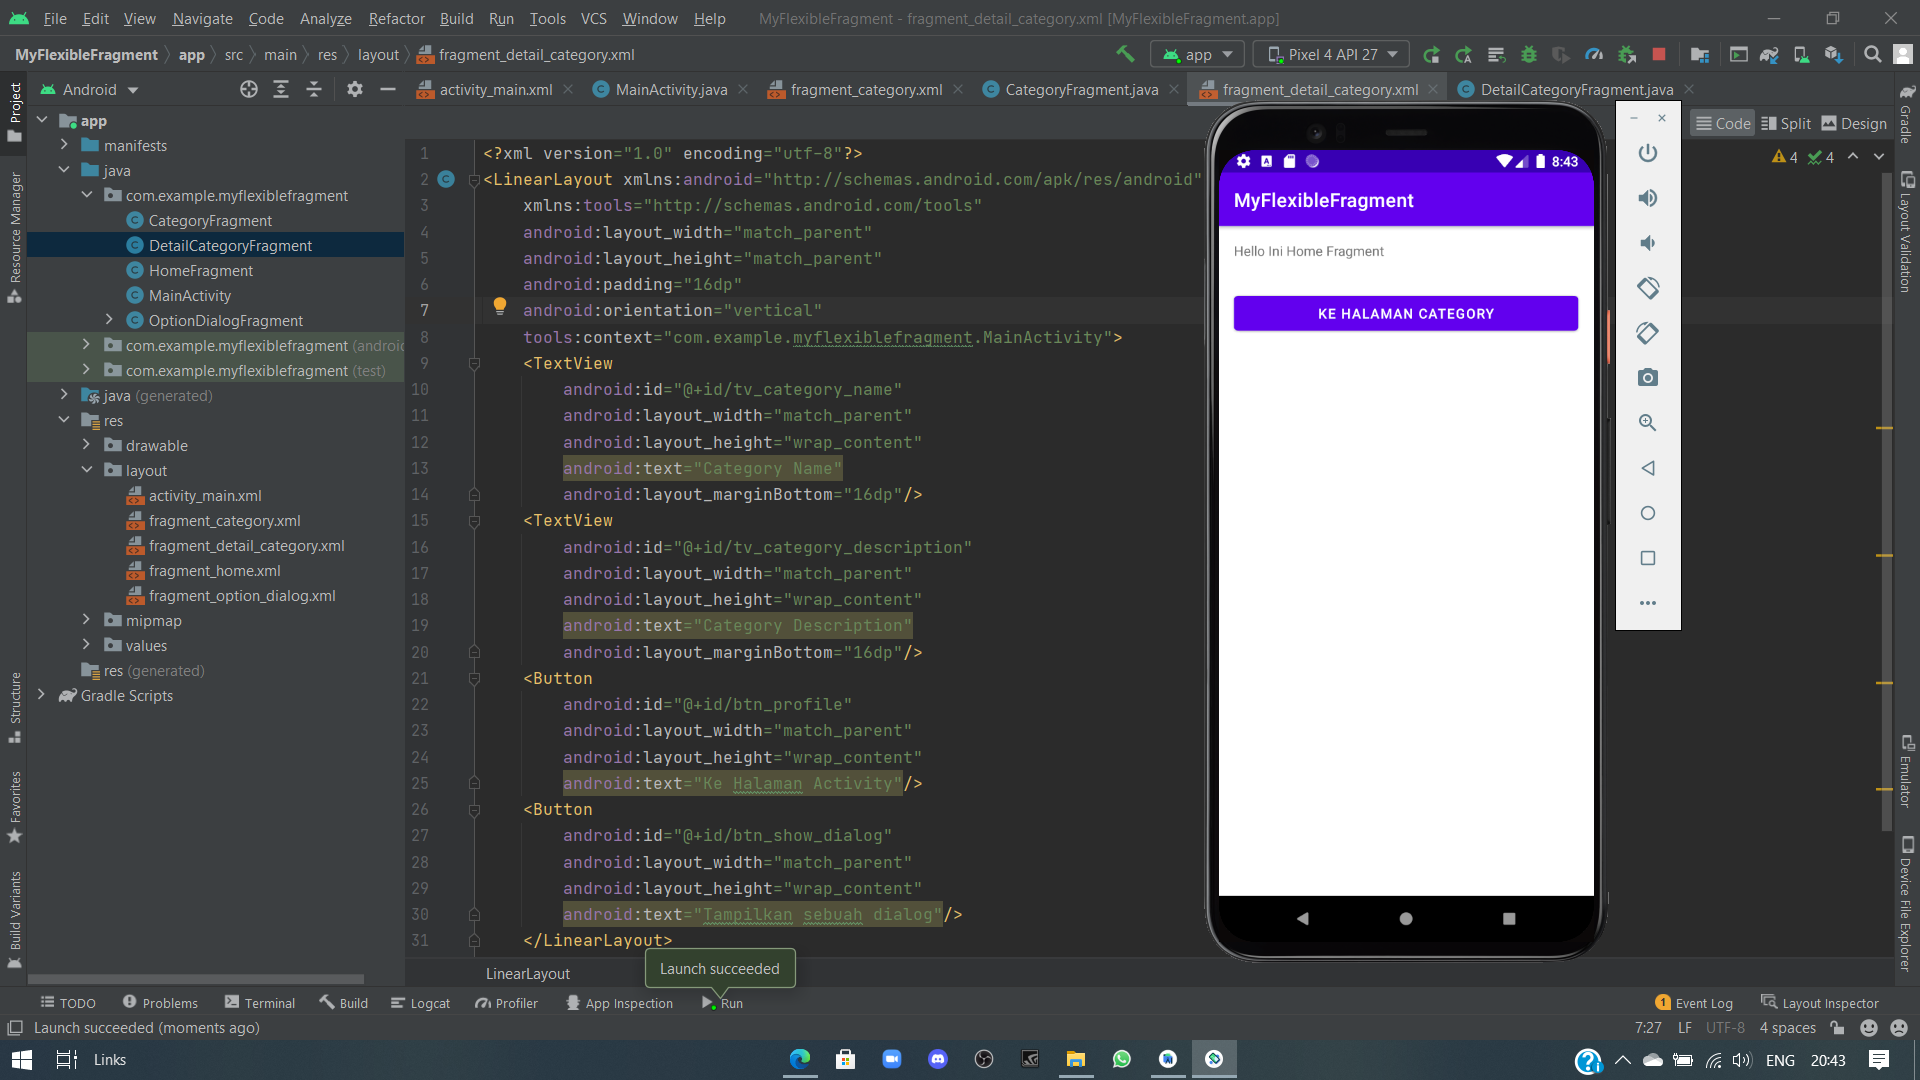 File Edit View Navigate Code Analyze Refactor Build Run Tools VCS Window Help MyFlexibleFragment - fragment_detail_category.xml [MyFlexibleFragment.app]
MyFlexibleFragment app src main res layout fragment_detail_category.xml app Pixel 4 API 27
Android activity_main.xml MainActivity.java fragment_category.xml CategoryFragment.java fragment_detail_category.xml DetailCategoryFragment.java
Code Split Design
4 4
Project
Resource Manager
Structure
Favorites
Build Variants
app
manifests
java
com.example.myflexiblefragment
CategoryFragment
DetailCategoryFragment
HomeFragment
MainActivity
OptionDialogFragment
com.example.myflexiblefragment (androic
com.example.myflexiblefragment (test)
java (generated)
res
drawable
layout
activity_main.xml
fragment_category.xml
fragment_detail_category.xml
fragment_home.xml
fragment_option_dialog.xml
mipmap
values
res (generated)
Gradle Scripts
1 <?xml version="1.0" encoding="utf-8"?>
2 <LinearLayout xmlns:android="http://schemas.android.com/apk/res/android"
3 xmlns:tools="http://schemas.android.com/tools"
4 android:layout_width="match_parent"
5 android:layout_height="match_parent"
6 android:padding="16dp"
7 android:orientation="vertical"
8 tools:context="com.example.myflexiblefragment.MainActivity">
9 <TextView
10 android:id="@+id/tv_category_name"
11 android:layout_width="match_parent"
12 android:layout_height="wrap_content"
13 android:text="Category Name"
14 android:layout_marginBottom="16dp"/>
15 <TextView
16 android:id="@+id/tv_category_description"
17 android:layout_width="match_parent"
18 android:layout_height="wrap_content"
19 android:text="Category Description"
20 android:layout_marginBottom="16dp"/>
21 <Button
22 android:id="@+id/btn_profile"
23 android:layout_width="match_parent"
24 android:layout_height="wrap_content"
25 android:text="Ke Halaman Activity"/>
26 <Button
27 android:id="@+id/btn_show_dialog"
28 android:layout_width="match_parent"
29 android:layout_height="wrap_content"
30 android:text="Tampilkan sebuah dialog"/>
31 </LinearLayout>
LinearLayout
8:43
MyFlexibleFragment
Hello Ini Home Fragment
KE HALAMAN CATEGORY
Gradle
Layout Validation
Emulator
Device File Explorer
Launch succeeded
TODO Problems Terminal Build Logcat Profiler App Inspection Run 1 Event Log Layout Inspector
Launch succeeded (moments ago) 7:27 LF UTF-8 4 spaces
Links ENG 20:43